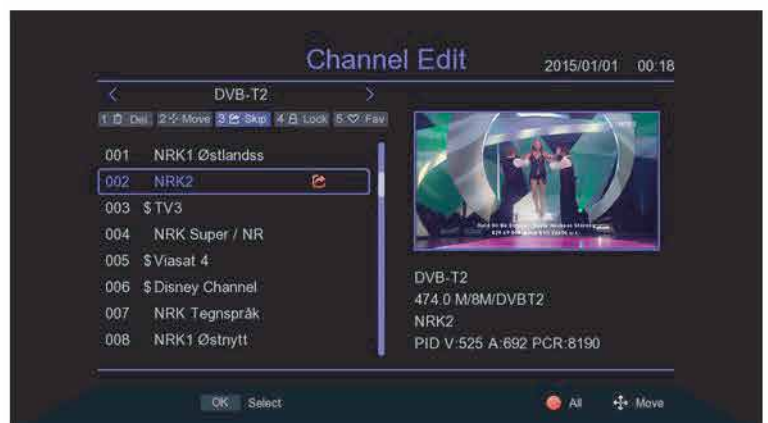 Channel Edit
2015/01/01 00:18
DVB-T2
1 Del 2 Move 3 Skip 4 Lock 5 Fav
001 NRK1 Østlandss
002 NRK2
003 $ TV3
004 NRK Super / NR
005 $ Viasat 4
006 $ Disney Channel
007 NRK Tegnspråk
008 NRK1 Østnytt
DVB-T2
474.0 M/8M/DVBT2
NRK2
PID V:525 A:692 PCR:8190
OK Select
All Move